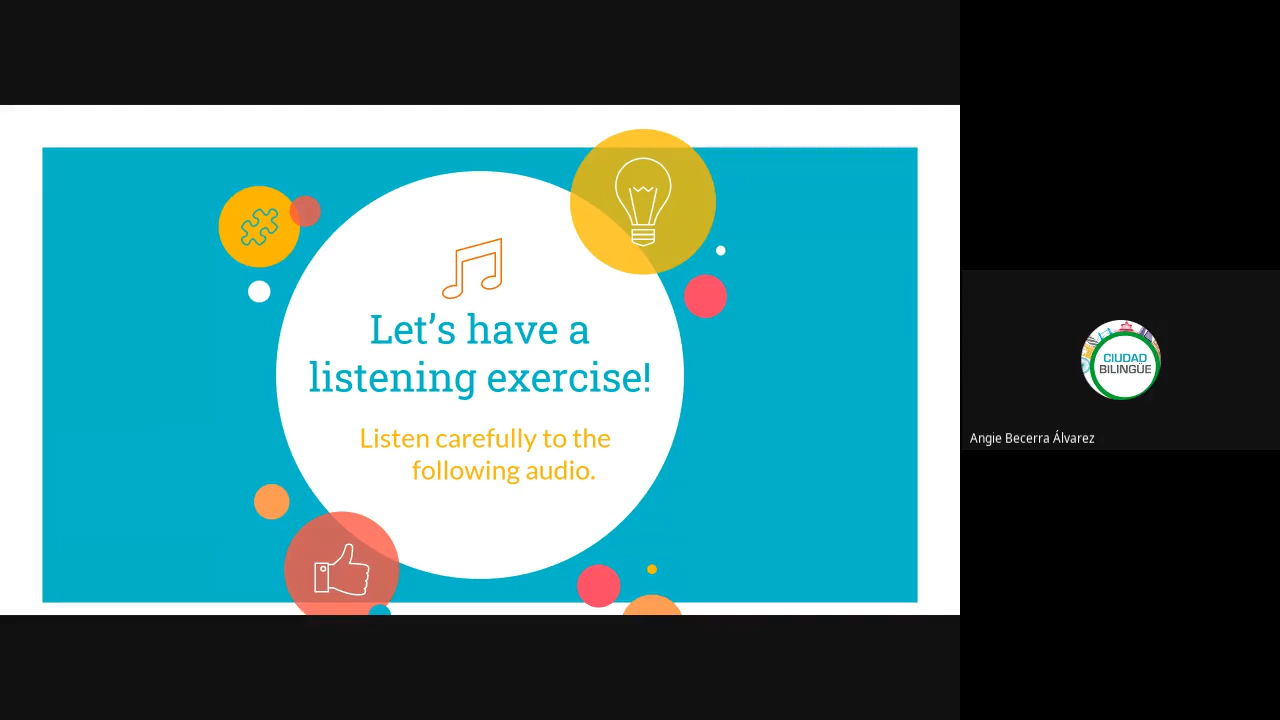 Let’s have a
listening exercise!
Listen carefully to the
following audio.
CIUDAD
BILINGÜE
Angie Becerra Álvarez